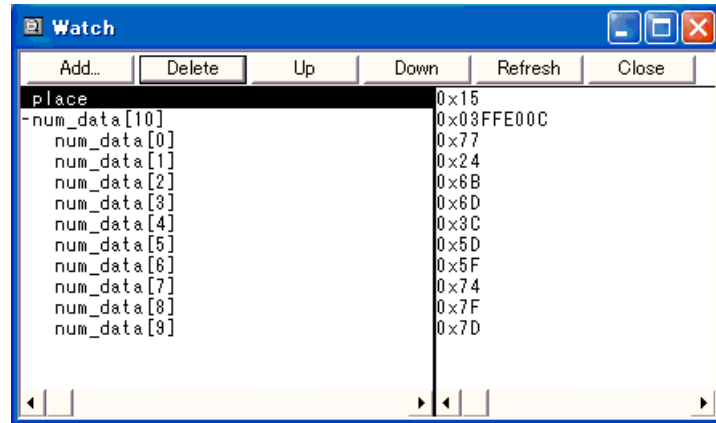 Watch
Add... Delete Up Down Refresh Close
place 0x15
-num_data[10] 0x03FFE00C
num_data[0] 0x77
num_data[1] 0x24
num_data[2] 0x6B
num_data[3] 0x6D
num_data[4] 0x3C
num_data[5] 0x5D
num_data[6] 0x5F
num_data[7] 0x74
num_data[8] 0x7F
num_data[9] 0x7D